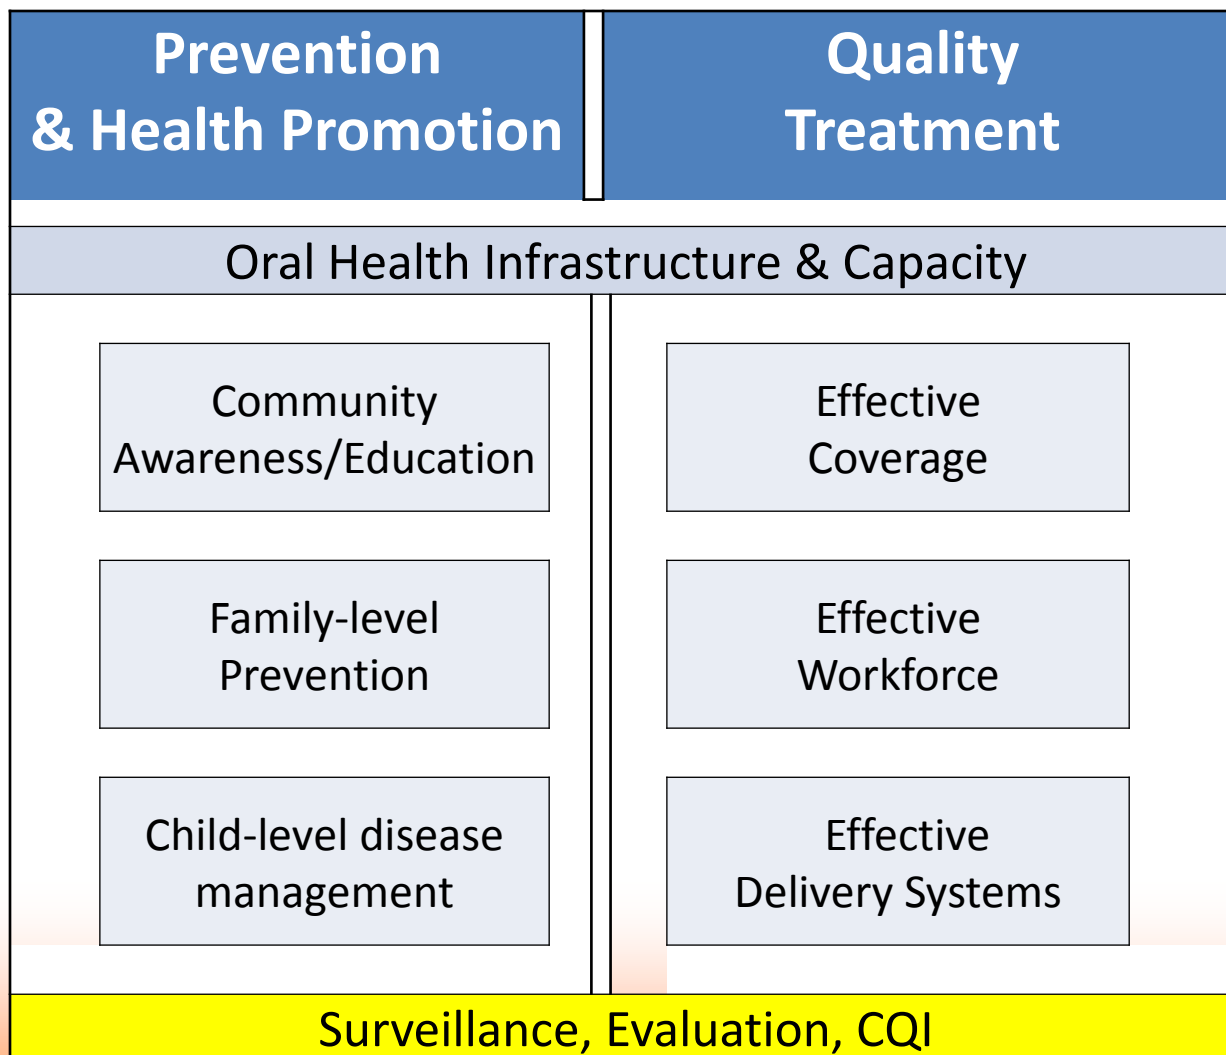 Prevention
& Health Promotion
Quality
Treatment
Oral Health Infrastructure & Capacity
Community
Awareness/Education
Effective
Coverage
Family-level
Prevention
Effective
Workforce
Child-level disease
management
Effective
Delivery Systems
Surveillance, Evaluation, CQI